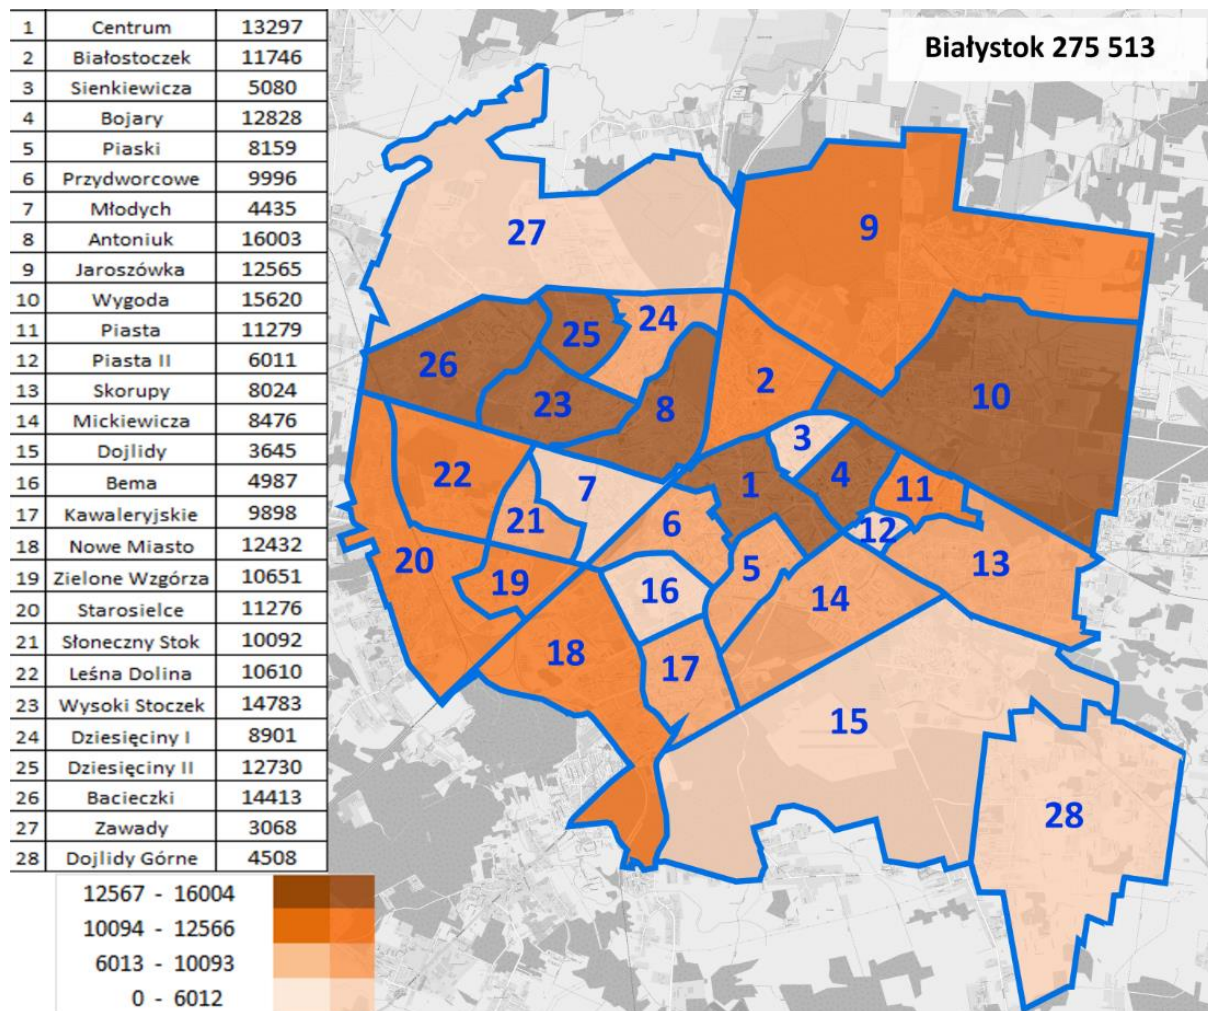 1 Centrum 13297
2 Białostoczek 11746
3 Sienkiewicza 5080
4 Bojary 12828
5 Piaski 8159
6 Przydworcowe 9996
7 Młodych 4435
8 Antoniuk 16003
9 Jaroszówka 12565
10 Wygoda 15620
11 Piasta 11279
12 Piasta II 6011
13 Skorupy 8024
14 Mickiewicza 8476
15 Dojlidy 3645
16 Bema 4987
17 Kawaleryjskie 9898
18 Nowe Miasto 12432
19 Zielone Wzgórza 10651
20 Starosielce 11276
21 Słoneczny Stok 10092
22 Leśna Dolina 10610
23 Wysoki Stoczek 14783
24 Dziesięciny I 8901
25 Dziesięciny II 12730
26 Bacieczki 14413
27 Zawady 3068
28 Dojlidy Górne 4508
12567 - 16004
10094 - 12566
6013 - 10093
0 - 6012
Białystok 275 513
27
9
24
25
26
2
23
8
10
3
22
7
1
4
11
21
6
12
20
19
5
13
16
14
18
17
15
28